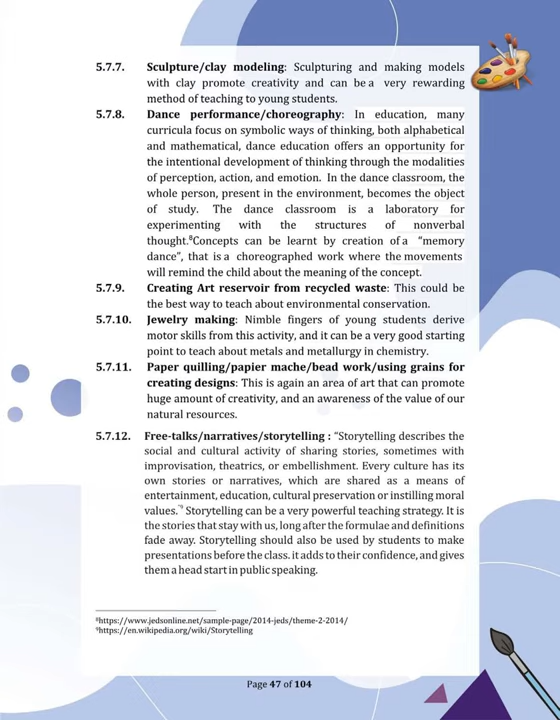 5.7.7. Sculpture/clay modeling: Sculpturing and making models
with clay promote creativity and can be a very rewarding
method of teaching to young students.
5.7.8. Dance performance/choreography: In education, many
curricula focus on symbolic ways of thinking, both alphabetical
and mathematical, dance education offers an opportunity for
the intentional development of thinking through the modalities
of perception, action, and emotion. In the dance classroom, the
whole person, present in the environment, becomes the object
of study. The dance classroom is a laboratory for
experimenting with the structures of nonverbal
thought.⁸Concepts can be learnt by creation of a “memory
dance”, that is a choreographed work where the movements
will remind the child about the meaning of the concept.
5.7.9. Creating Art reservoir from recycled waste: This could be
the best way to teach about environmental conservation.
5.7.10. Jewelry making: Nimble fingers of young students derive
motor skills from this activity, and it can be a very good starting
point to teach about metals and metallurgy in chemistry.
5.7.11. Paper quilling/papier mache/bead work/using grains for
creating designs: This is again an area of art that can promote
huge amount of creativity, and an awareness of the value of our
natural resources.
5.7.12. Free-talks/narratives/storytelling : “Storytelling describes the
social and cultural activity of sharing stories, sometimes with
improvisation, theatrics, or embellishment. Every culture has its
own stories or narratives, which are shared as a means of
entertainment, education, cultural preservation or instilling moral
values.”⁹ Storytelling can be a very powerful teaching strategy. It is
the stories that stay with us, long after the formulae and definitions
fade away. Storytelling should also be used by students to make
presentations before the class. it adds to their confidence, and gives
them a head start in public speaking.
⁸https://www.jedsonline.net/sample-page/2014-jeds/theme-2-2014/
⁹https://en.wikipedia.org/wiki/Storytelling
Page 47 of 104